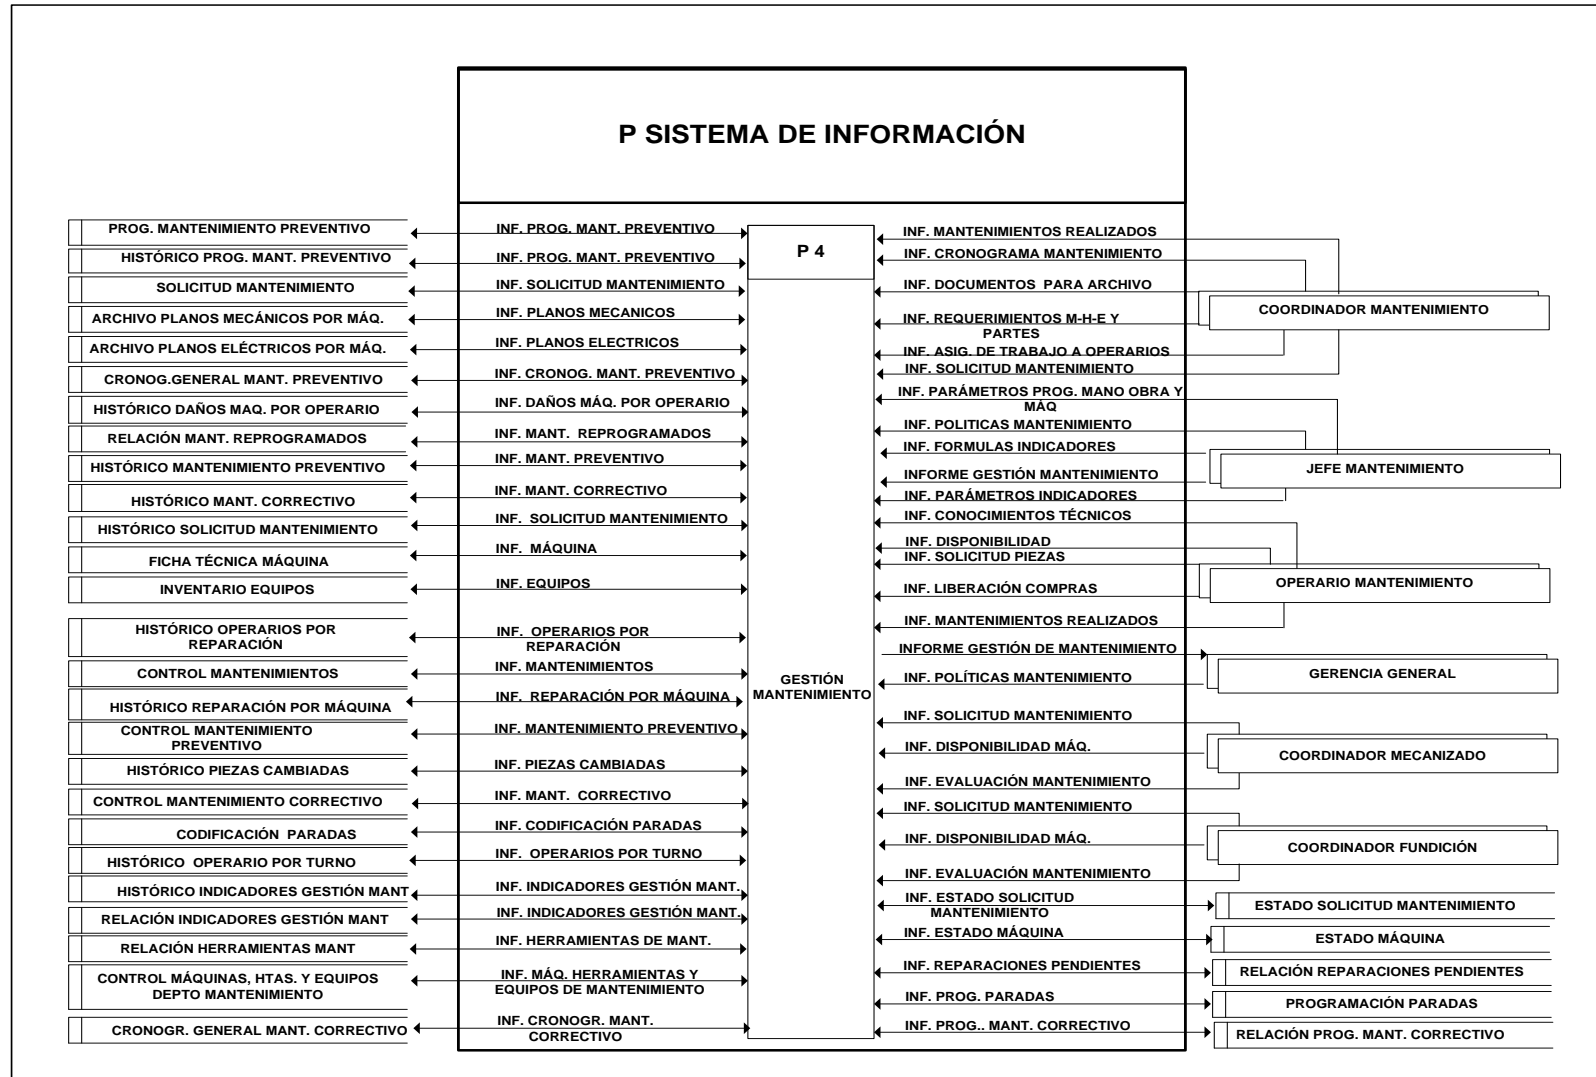 P SISTEMA DE INFORMACIÓN
PROG. MANTENIMIENTO PREVENTIVO
HISTÓRICO PROG. MANT. PREVENTIVO
SOLICITUD MANTENIMIENTO
ARCHIVO PLANOS MECÁNICOS POR MÁQ.
ARCHIVO PLANOS ELÉCTRICOS POR MÁQ.
CRONOG.GENERAL MANT. PREVENTIVO
HISTÓRICO DAÑOS MAQ. POR OPERARIO
RELACIÓN MANT. REPROGRAMADOS
HISTÓRICO MANTENIMIENTO PREVENTIVO
HISTÓRICO MANT. CORRECTIVO
HISTÓRICO SOLICITUD MANTENIMIENTO
FICHA TÉCNICA MÁQUINA
INVENTARIO EQUIPOS
HISTÓRICO OPERARIOS POR
REPARACIÓN
CONTROL MANTENIMIENTOS
HISTÓRICO REPARACIÓN POR MÁQUINA
CONTROL MANTENIMIENTO
PREVENTIVO
HISTÓRICO PIEZAS CAMBIADAS
CONTROL MANTENIMIENTO CORRECTIVO
CODIFICACIÓN PARADAS
HISTÓRICO OPERARIO POR TURNO
HISTÓRICO INDICADORES GESTIÓN MANT
RELACIÓN INDICADORES GESTIÓN MANT
RELACIÓN HERRAMIENTAS MANT
CONTROL MÁQUINAS, HTAS. Y EQUIPOS
DEPTO MANTENIMIENTO
CRONOGR. GENERAL MANT. CORRECTIVO
INF. PROG. MANT. PREVENTIVO
INF. PROG. MANT. PREVENTIVO
INF. SOLICITUD MANTENIMIENTO
INF. PLANOS MECANICOS
INF. PLANOS ELECTRICOS
INF. CRONOG. MANT. PREVENTIVO
INF. DAÑOS MÁQ. POR OPERARIO
INF. MANT. REPROGRAMADOS
INF. MANT. PREVENTIVO
INF. MANT. CORRECTIVO
INF. SOLICITUD MANTENIMIENTO
INF. MÁQUINA
INF. EQUIPOS
INF. OPERARIOS POR
REPARACIÓN
INF. MANTENIMIENTOS
INF. REPARACIÓN POR MÁQUINA
INF. MANTENIMIENTO PREVENTIVO
INF. PIEZAS CAMBIADAS
INF. MANT. CORRECTIVO
INF. CODIFICACIÓN PARADAS
INF. OPERARIOS POR TURNO
INF. INDICADORES GESTIÓN MANT.
INF. INDICADORES GESTIÓN MANT.
INF. HERRAMIENTAS DE MANT.
INF. MÁQ. HERRAMIENTAS Y
EQUIPOS DE MANTENIMIENTO
INF. CRONOGR. MANT.
CORRECTIVO
P 4
GESTIÓN
MANTENIMIENTO
INF. MANTENIMIENTOS REALIZADOS
INF. CRONOGRAMA MANTENIMIENTO
INF. DOCUMENTOS PARA ARCHIVO
INF. REQUERIMIENTOS M-H-E Y
PARTES
INF. ASIG. DE TRABAJO A OPERARIOS
INF. SOLICITUD MANTENIMIENTO
INF. PARÁMETROS PROG. MANO OBRA Y
MÁQ
INF. POLITICAS MANTENIMIENTO
INF. FORMULAS INDICADORES
INFORME GESTIÓN MANTENIMIENTO
INF. PARÁMETROS INDICADORES
INF. CONOCIMIENTOS TÉCNICOS
INF. DISPONIBILIDAD
INF. SOLICITUD PIEZAS
INF. LIBERACIÓN COMPRAS
INF. MANTENIMIENTOS REALIZADOS
INFORME GESTIÓN DE MANTENIMIENTO
INF. POLÍTICAS MANTENIMIENTO
INF. SOLICITUD MANTENIMIENTO
INF. DISPONIBILIDAD MÁQ.
INF. EVALUACIÓN MANTENIMIENTO
INF. SOLICITUD MANTENIMIENTO
INF. DISPONIBILIDAD MÁQ.
INF. EVALUACIÓN MANTENIMIENTO
INF. ESTADO SOLICITUD
MANTENIMIENTO
INF. ESTADO MÁQUINA
INF. REPARACIONES PENDIENTES
INF. PROG. PARADAS
INF. PROG.. MANT. CORRECTIVO
COORDINADOR MANTENIMIENTO
JEFE MANTENIMIENTO
OPERARIO MANTENIMIENTO
GERENCIA GENERAL
COORDINADOR MECANIZADO
COORDINADOR FUNDICIÓN
ESTADO SOLICITUD MANTENIMIENTO
ESTADO MÁQUINA
RELACIÓN REPARACIONES PENDIENTES
PROGRAMACIÓN PARADAS
RELACIÓN PROG. MANT. CORRECTIVO